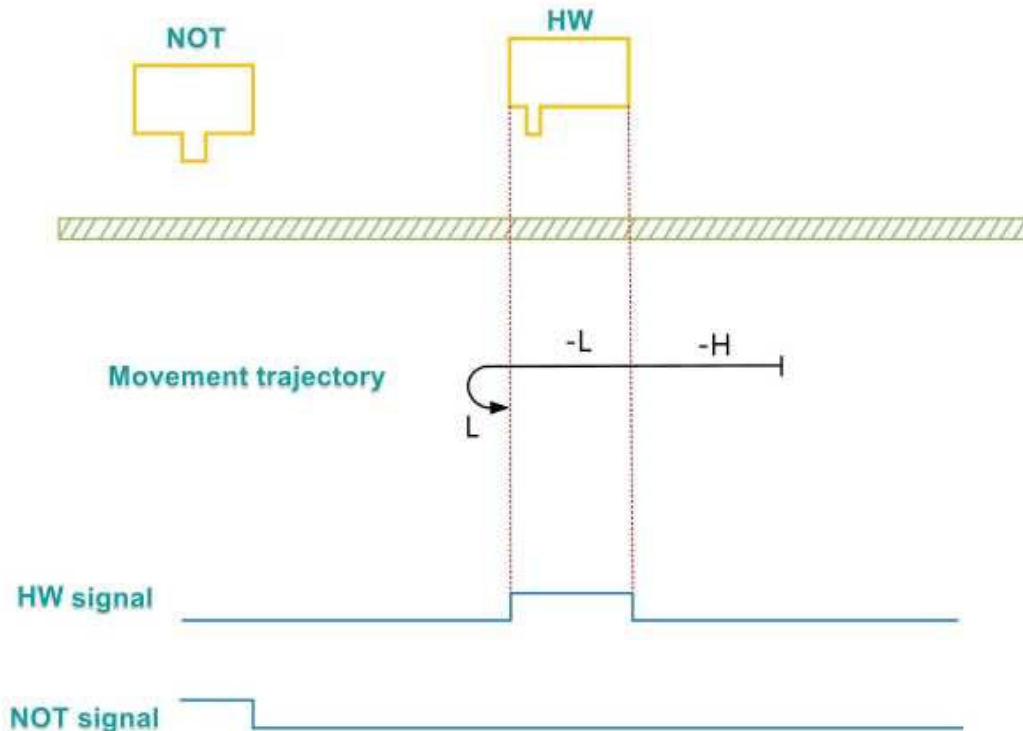 NOT
HW
-L
-H
Movement trajectory
L
HW signal
NOT signal